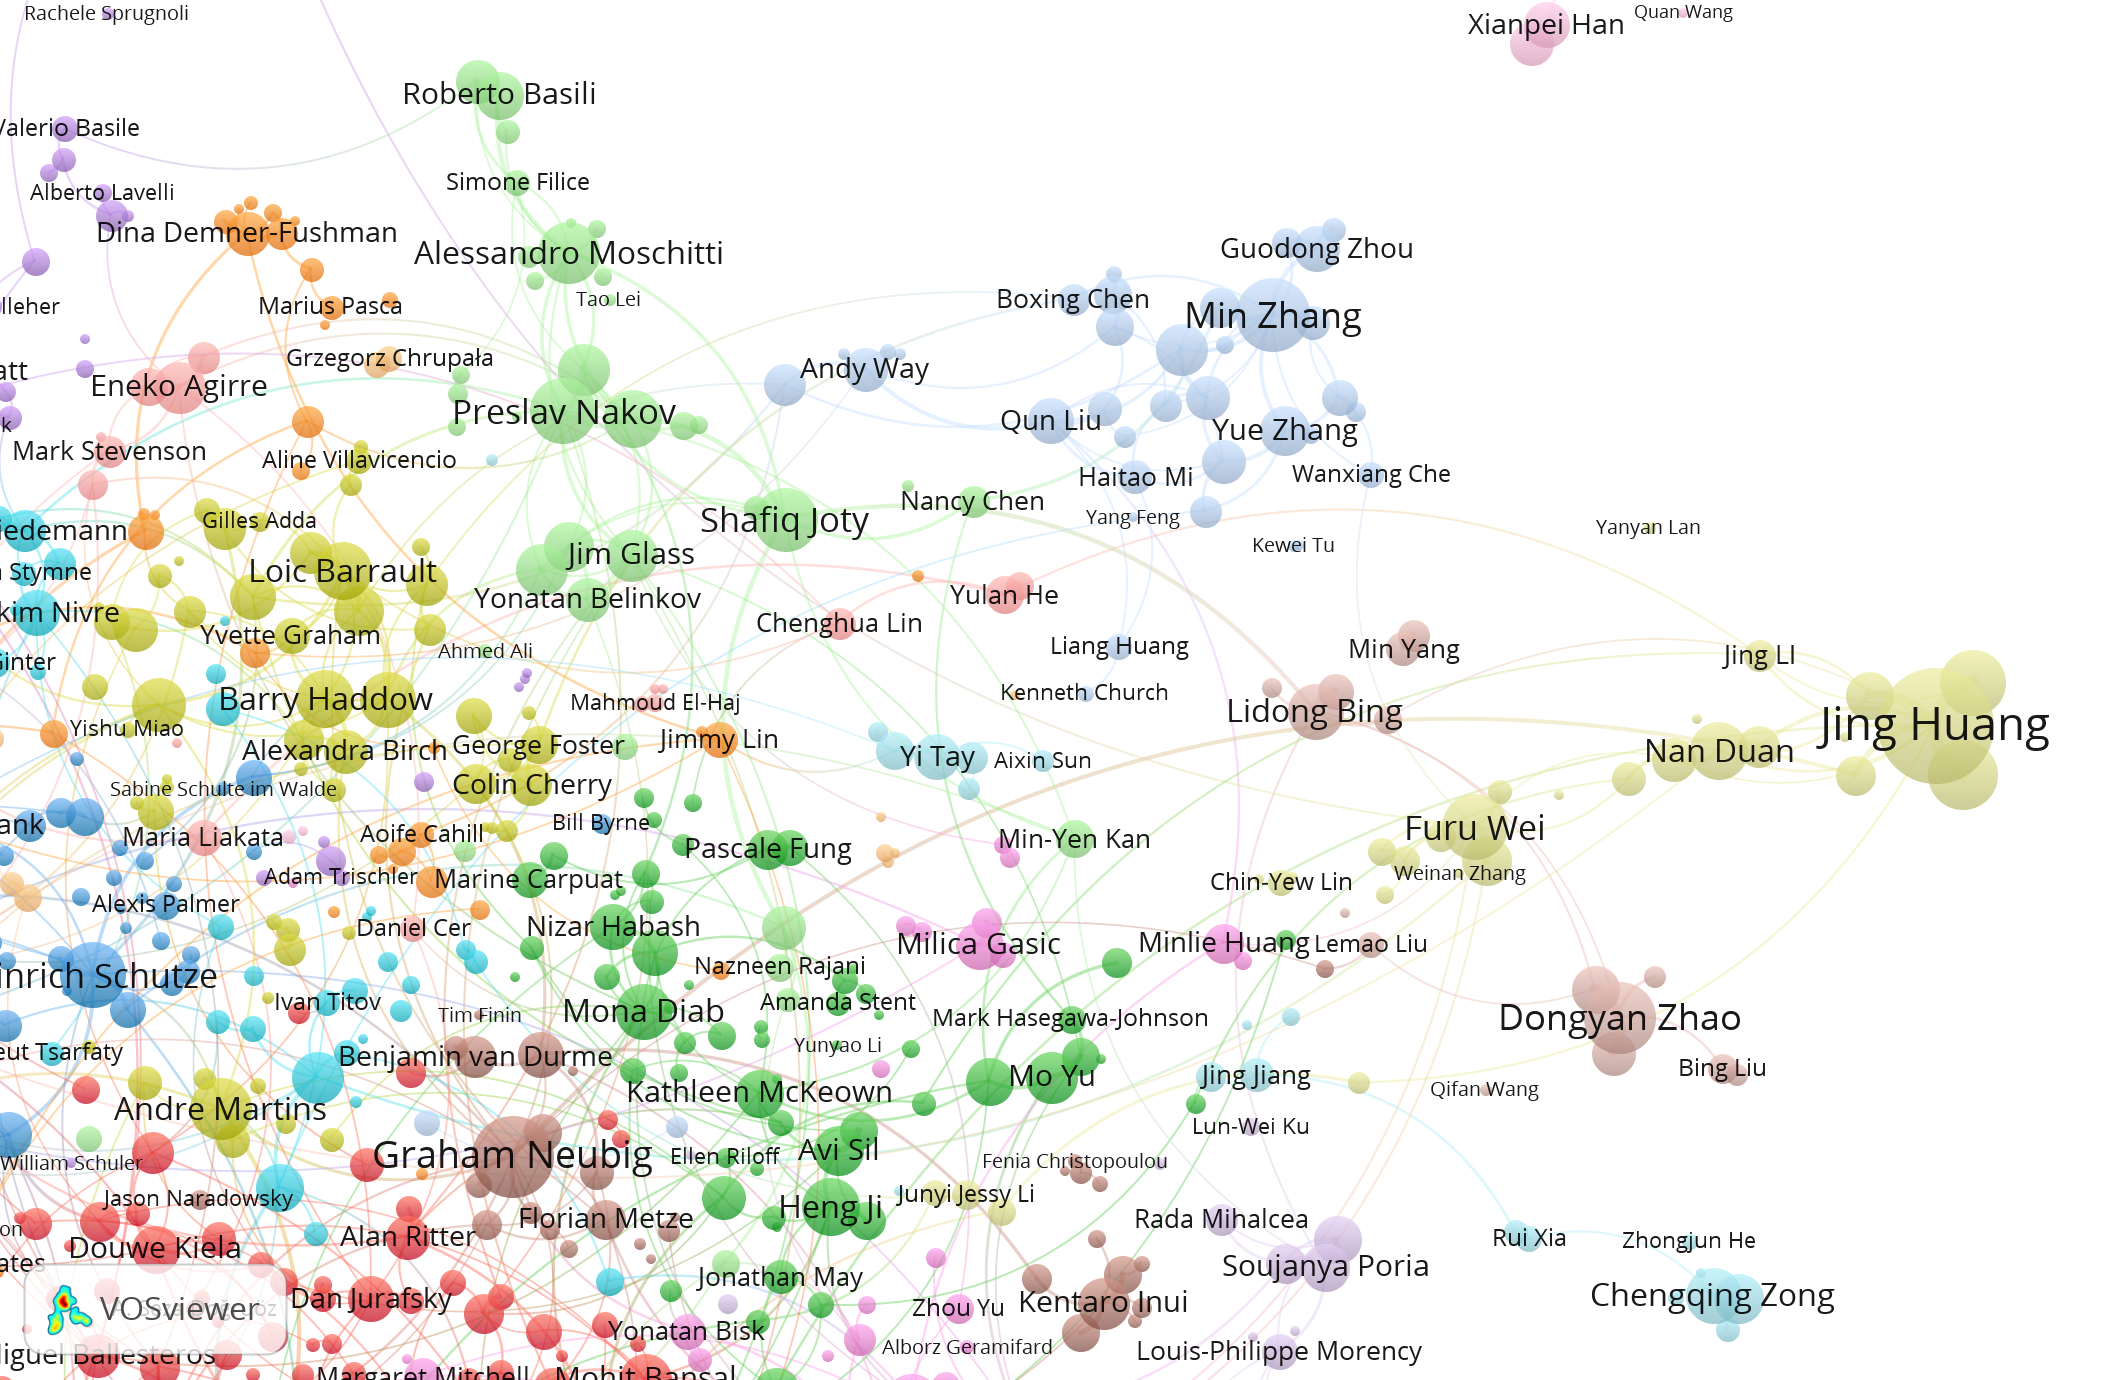 Rachele Sprugnoli
Xianpei Han
Quan Wang
Roberto Basili
Valerio Basile
Simone Filice
Alberto Lavelli
Dina Demner-Fushman
Alessandro Moschitti
Guodong Zhou
Tao Lei
Boxing Chen
lleher
Marius Pasca
Min Zhang
Grzegorz Chrupała
Andy Way
att
Eneko Agirre
Preslav Nakov
Qun Liu
Yue Zhang
k
Mark Stevenson
Aline Villavicencio
Haitao Mi
Wanxiang Che
Nancy Chen
Gilles Adda
Shafiq Joty
Yang Feng
Yanyan Lan
iedemann
Kewei Tu
Jim Glass
Stymne
Loic Barrault
Yulan He
Yonatan Belinkov
kim Nivre
Chenghua Lin
Yvette Graham
Ahmed Ali
Liang Huang
Min Yang
Jing LI
Ginter
Kenneth Church
Barry Haddow
Mahmoud El-Haj
Lidong Bing
Jing Huang
Yishu Miao
Alexandra Birch
George Foster
Jimmy Lin
Yi Tay
Aixin Sun
Nan Duan
Sabine Schulte im Walde
Colin Cherry
ank
Maria Liakata
Aoife Cahill
Bill Byrne
Furu Wei
Pascale Fung
Min-Yen Kan
Adam Trischler
Marine Carpuat
Chin-Yew Lin
Weinan Zhang
Alexis Palmer
Daniel Cer
Nizar Habash
Milica Gasic
Minlie Huang
Lemao Liu
inrich Schutze
Nazneen Rajani
Ivan Titov
Tim Finin
Mona Diab
Amanda Stent
Mark Hasegawa-Johnson
Dongyan Zhao
eut Tsarfaty
Benjamin van Durme
Yunyao Li
Kathleen McKeown
Mo Yu
Jing Jiang
Bing Liu
Qifan Wang
Andre Martins
Lun-Wei Ku
William Schuler
Graham Neubig
Ellen Riloff
Avi Sil
Fenia Christopoulou
Jason Naradowsky
Heng Ji
Junyi Jessy Li
on
Alan Ritter
Florian Metze
Rada Mihalcea
Rui Xia
Zhongjun He
Douwe Kiela
ates
Jonathan May
Soujanya Poria
VOSviewer
Dan Jurafsky
Zhou Yu
Kentaro Inui
Chengqing Zong
Yonatan Bisk
Alborz Geramifard
Louis-Philippe Morency
Miguel Ballesteros
Margaret Mitchell
Mohit Bansal